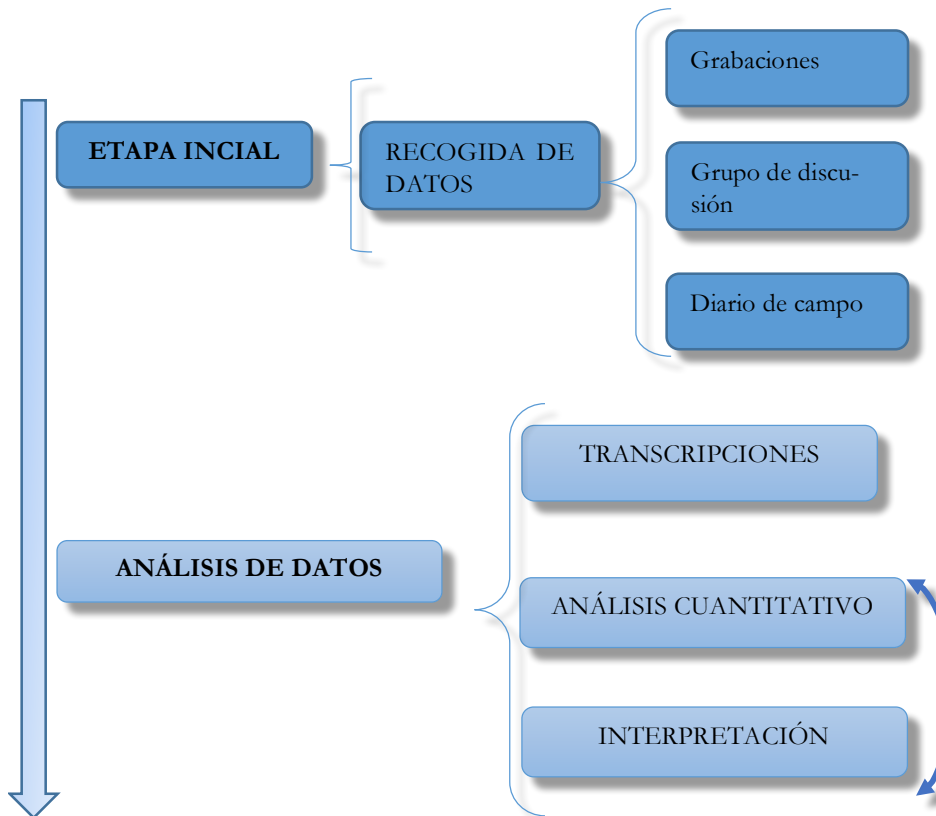 Grabaciones
ETAPA INCIAL
RECOGIDA DE
DATOS
Grupo de discu-
sión
Diario de campo
TRANSCRIPCIONES
ANÁLISIS DE DATOS
ANÁLISIS CUANTITATIVO
INTERPRETACIÓN